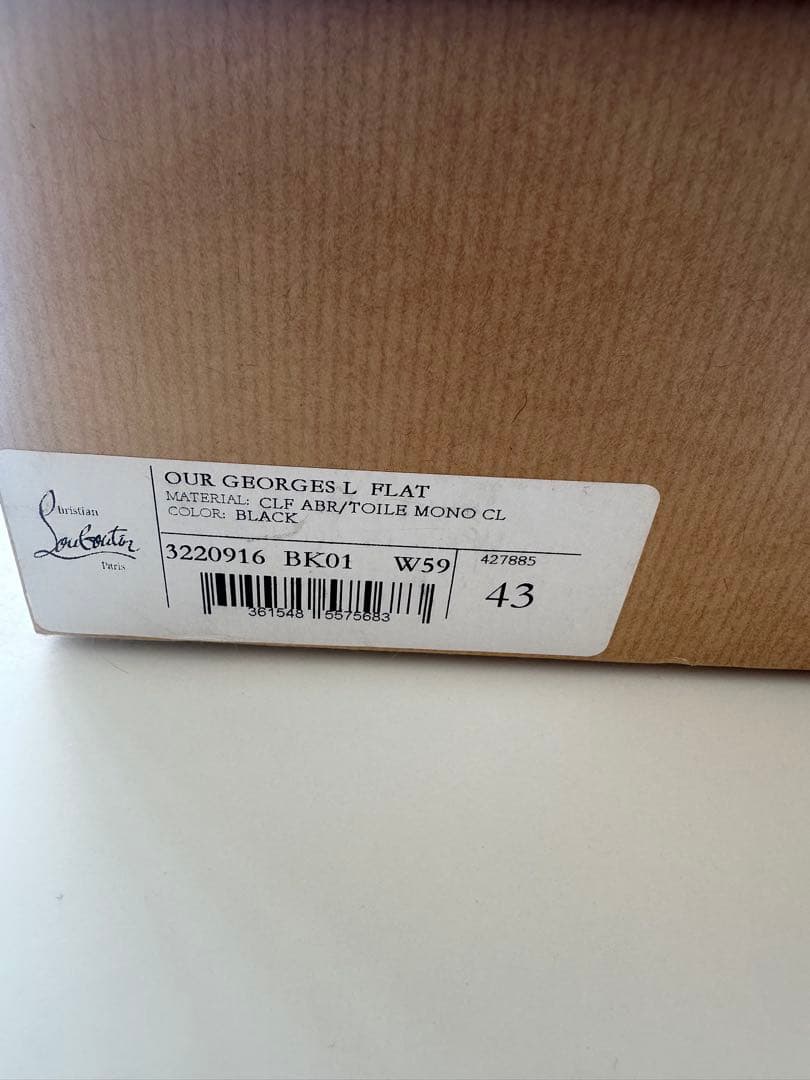 Christian
Louboutin
Paris
OUR GEORGES L FLAT
MATERIAL: CLF ABR/TOILE MONO CL
COLOR: BLACK
3220916 BK01 W59
427885
43
361548 5575683